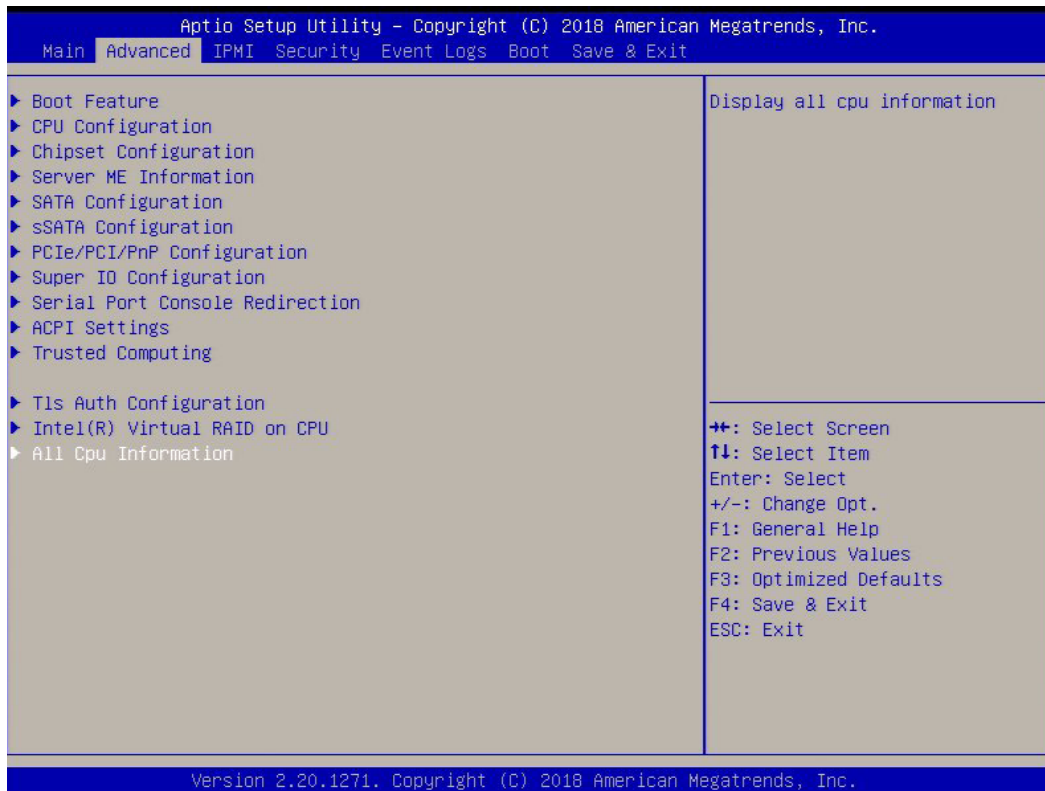 Aptio Setup Utility – Copyright (C) 2018 American Megatrends, Inc.
Main Advanced IPMI Security Event Logs Boot Save & Exit
▶ Boot Feature
▶ CPU Configuration
▶ Chipset Configuration
▶ Server ME Information
▶ SATA Configuration
▶ sSATA Configuration
▶ PCIe/PCI/PnP Configuration
▶ Super IO Configuration
▶ Serial Port Console Redirection
▶ ACPI Settings
▶ Trusted Computing
▶ Tls Auth Configuration
▶ Intel(R) Virtual RAID on CPU
▶ All Cpu Information
Display all cpu information
→←: Select Screen
↑↓: Select Item
Enter: Select
+/-: Change Opt.
F1: General Help
F2: Previous Values
F3: Optimized Defaults
F4: Save & Exit
ESC: Exit
Version 2.20.1271. Copyright (C) 2018 American Megatrends, Inc.